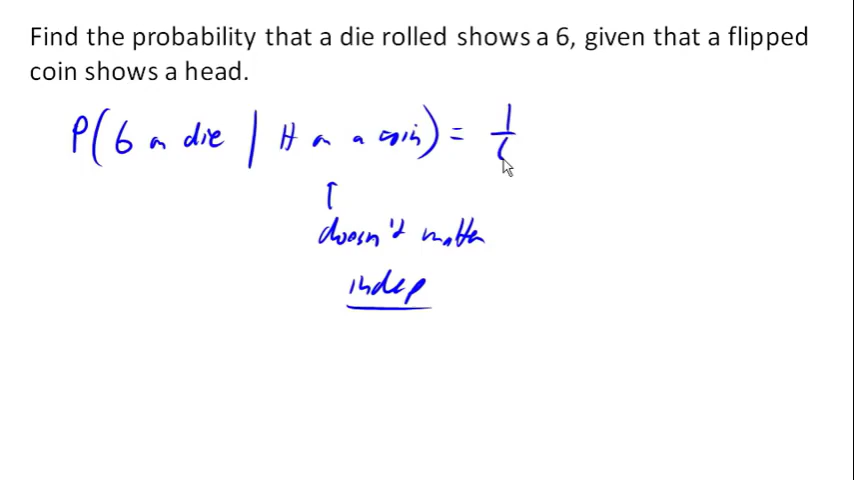 Find the probability that a die rolled shows a 6, given that a flipped
coin shows a head.
P(6 on die | H on a coin) = 1/
doesn't matter
indep